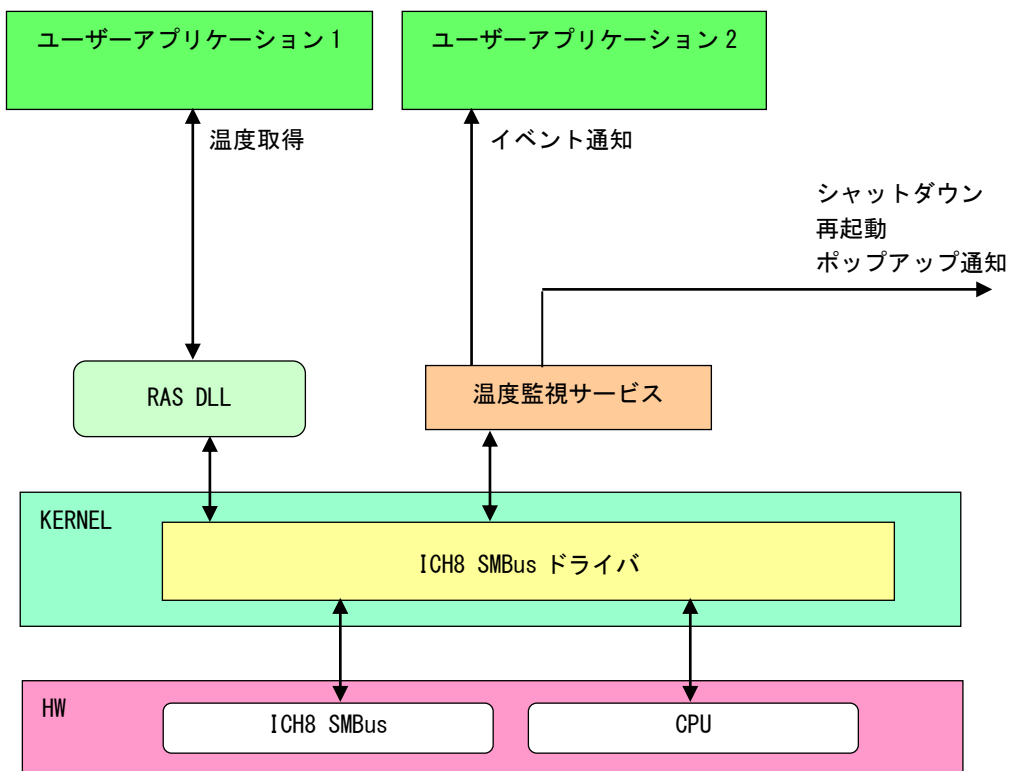 ユーザーアプリケーション 1
ユーザーアプリケーション 2
温度取得
イベント通知
シャットダウン
再起動
ポップアップ通知
RAS DLL
温度監視サービス
KERNEL
ICH8 SMBus ドライバ
HW
ICH8 SMBus
CPU